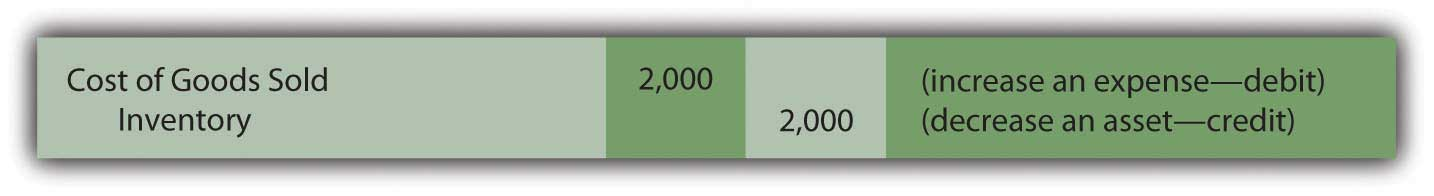 Cost of Goods Sold 2,000 (increase an expense—debit)
Inventory 2,000 (decrease an asset—credit)